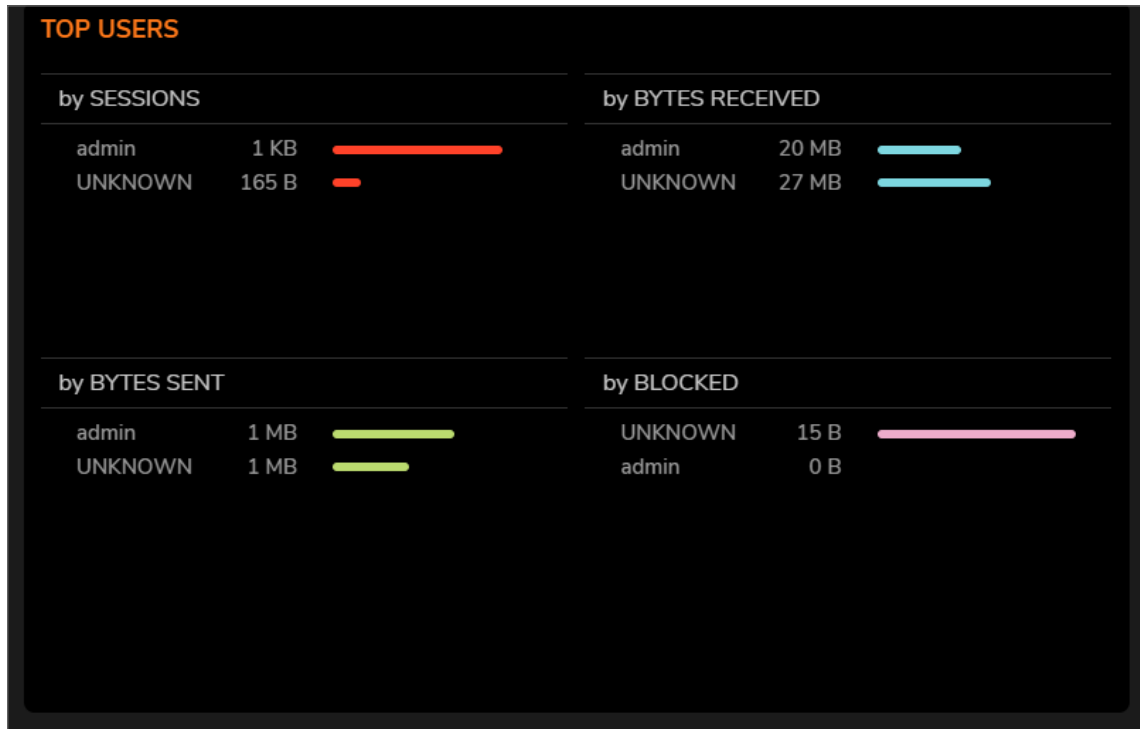 TOP USERS
by SESSIONS
admin 1 KB
UNKNOWN 165 B
by BYTES RECEIVED
admin 20 MB
UNKNOWN 27 MB
by BYTES SENT
admin 1 MB
UNKNOWN 1 MB
by BLOCKED
UNKNOWN 15 B
admin 0 B